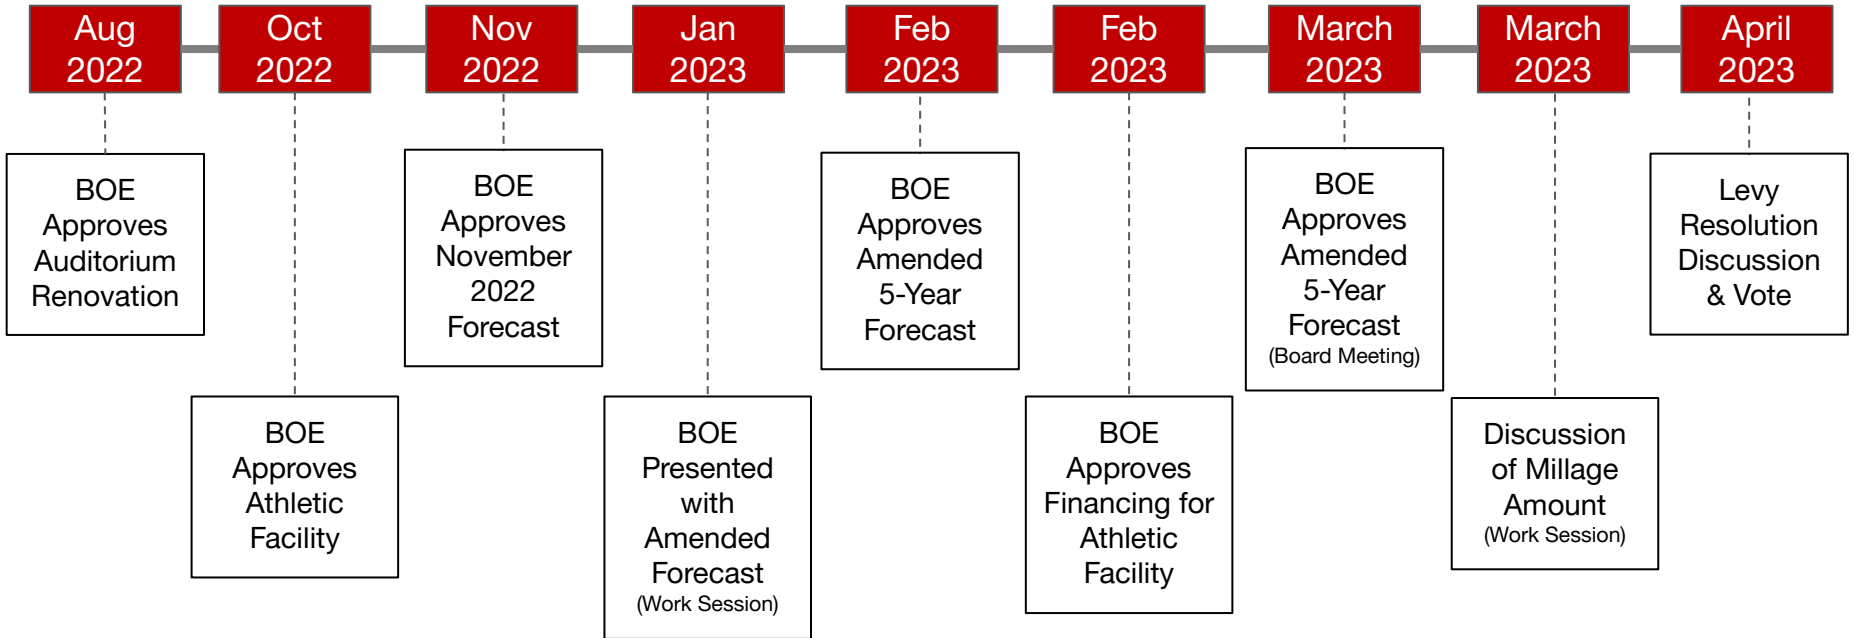 Aug
2022
Oct
2022
Nov
2022
Jan
2023
Feb
2023
Feb
2023
March
2023
March
2023
April
2023
BOE
Approves
Auditorium
Renovation
BOE
Approves
Athletic
Facility
BOE
Approves
November
2022
Forecast
BOE
Presented
with
Amended
Forecast
(Work Session)
BOE
Approves
Amended
5-Year
Forecast
BOE
Approves
Financing for
Athletic
Facility
BOE
Approves
Amended
5-Year
Forecast
(Board Meeting)
Discussion
of Millage
Amount
(Work Session)
Levy
Resolution
Discussion
& Vote